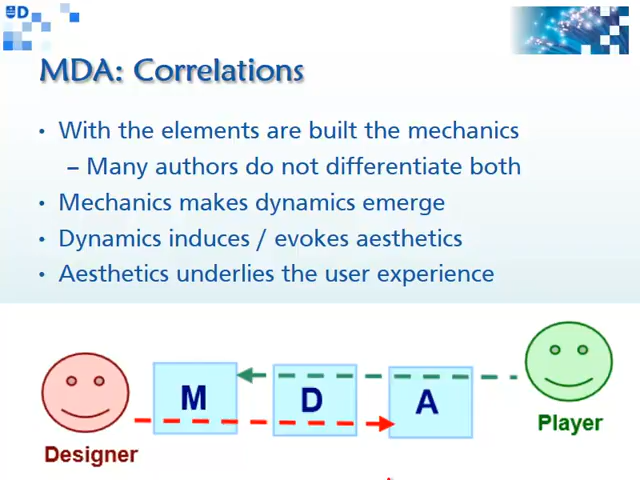 D
MDA: Correlations
• With the elements are built the mechanics
– Many authors do not differentiate both
• Mechanics makes dynamics emerge
• Dynamics induces / evokes aesthetics
• Aesthetics underlies the user experience
M D A
Player
Designer